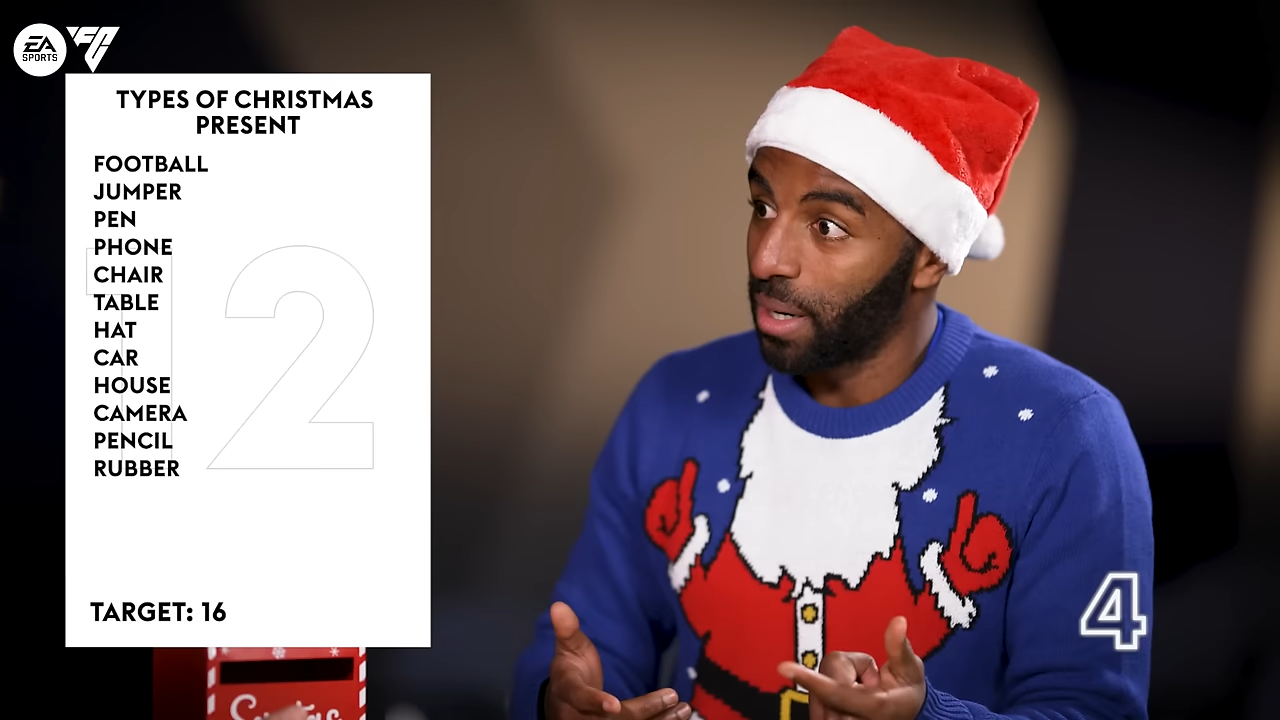 EA
SPORTS
FC
TYPES OF CHRISTMAS
PRESENT
FOOTBALL
JUMPER
PEN
PHONE
CHAIR
TABLE
HAT
CAR
HOUSE
CAMERA
PENCIL
RUBBER
12
TARGET: 16
4